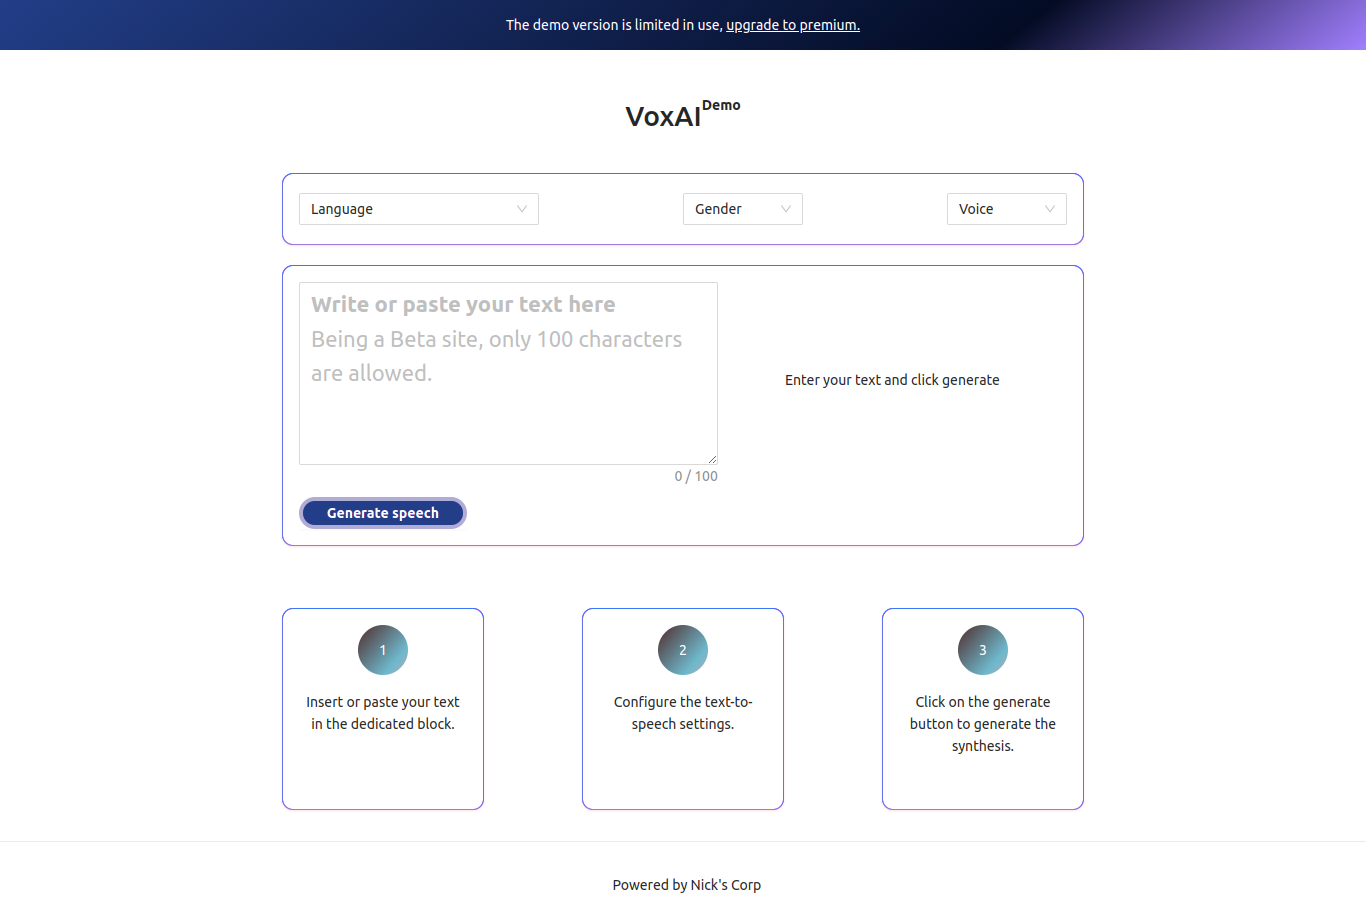 The demo version is limited in use, upgrade to premium.
VoxAI Demo
Language
Gender
Voice
Write or paste your text here
Being a Beta site, only 100 characters
are allowed.
Enter your text and click generate
0 / 100
Generate speech
1
Insert or paste your text
in the dedicated block.
2
Configure the text-to-
speech settings.
3
Click on the generate
button to generate the
synthesis.
Powered by Nick's Corp